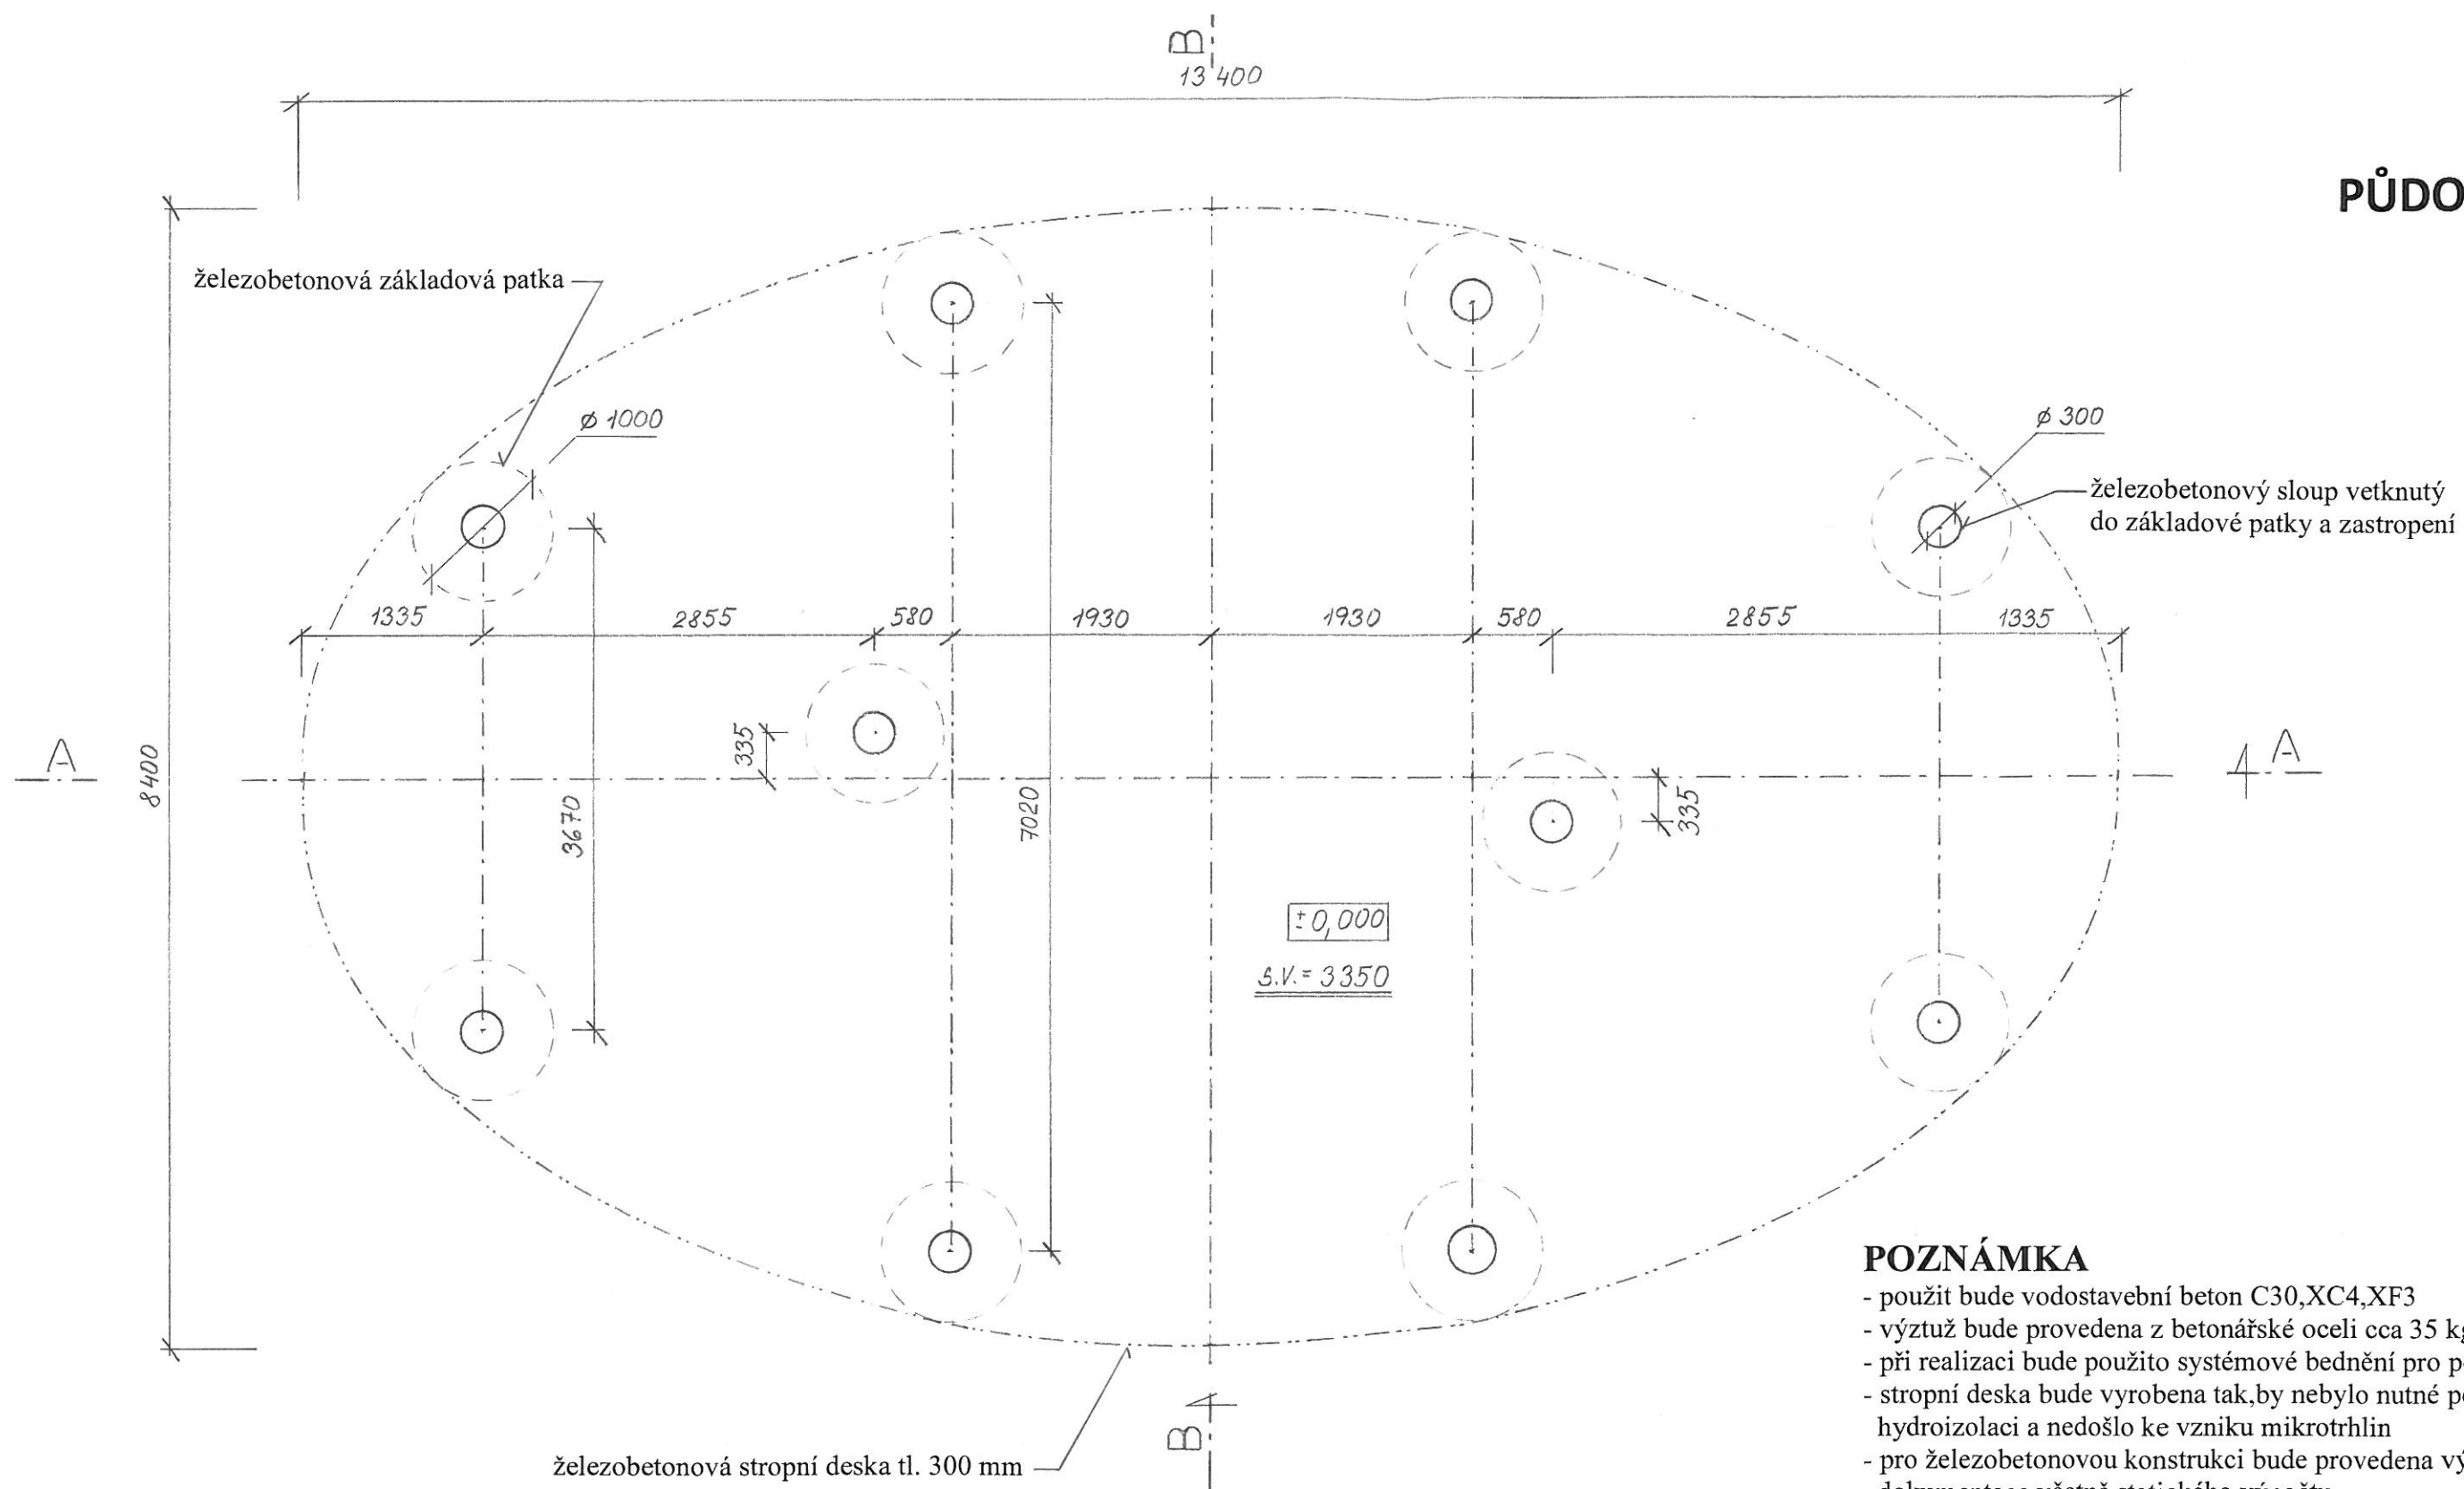 B
13 400
PŮDO
železobetonová základová patka
ø 1000
ø 300
železobetonový sloup vetknutý
do základové patky a zastropení
1335 2855 580 1930 1930 580 2855 1335
335
A
8400
A
3670
7020
335
±0,000
S.V.= 3350
POZNÁMKA
- použit bude vodostavební beton C30,XC4,XF3
- výztuž bude provedena z betonářské oceli cca 35
- při realizaci bude použito systémové bednění pro
- stropní deska bude vyrobena tak,by nebylo nutné
hydroizolaci a nedošlo ke vzniku mikrotrhlin
- pro železobetonovou konstrukci bude provedena
B
železobetonová stropní deska tl. 300 mm